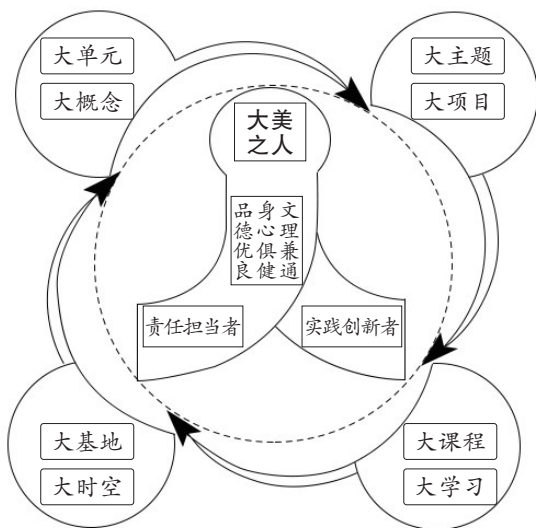 大单元
大概念
大主题
大项目
大美
之人
品 身 文
德 心 理
优 俱 兼
良 健 通
责任担当者
实践创新者
大基地
大时空
大课程
大学习